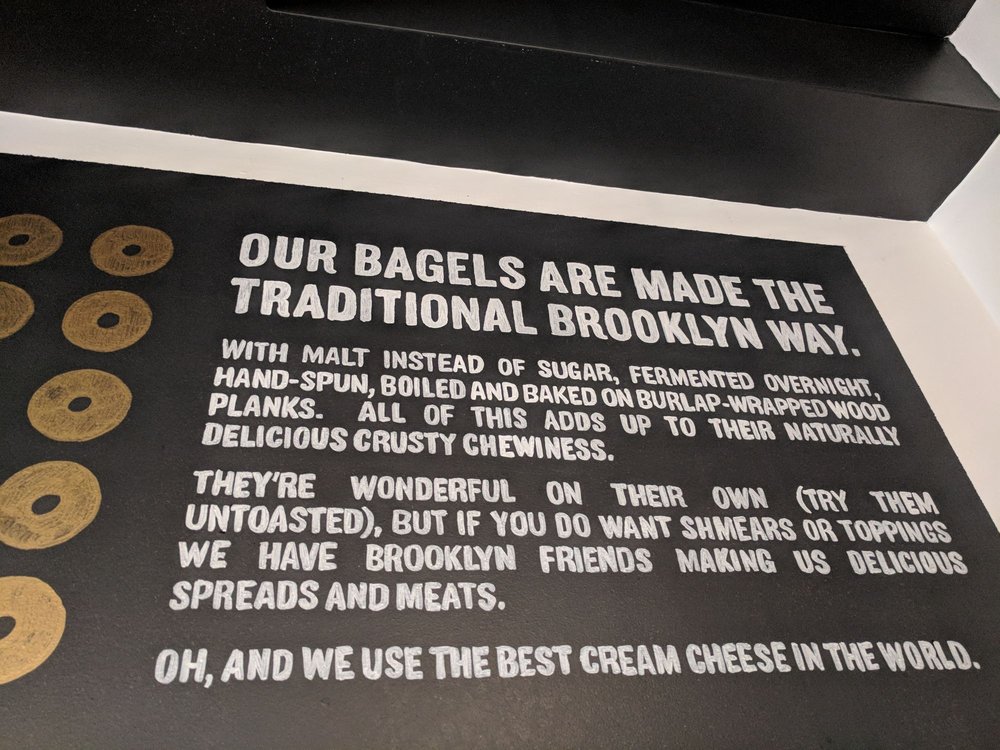 OUR BAGELS ARE MADE THE
TRADITIONAL BROOKLYN WAY.
WITH MALT INSTEAD OF SUGAR, FERMENTED OVERNIGHT,
HAND-SPUN, BOILED AND BAKED ON BURLAP-WRAPPED WOOD
PLANKS. ALL OF THIS ADDS UP TO THEIR NATURALLY
DELICIOUS CRUSTY CHEWINESS.
THEY'RE WONDERFUL ON THEIR OWN (TRY THEM
UNTOASTED), BUT IF YOU DO WANT SHMEARS OR TOPPINGS
WE HAVE BROOKLYN FRIENDS MAKING US DELICIOUS
SPREADS AND MEATS.
OH, AND WE USE THE BEST CREAM CHEESE IN THE WORLD.